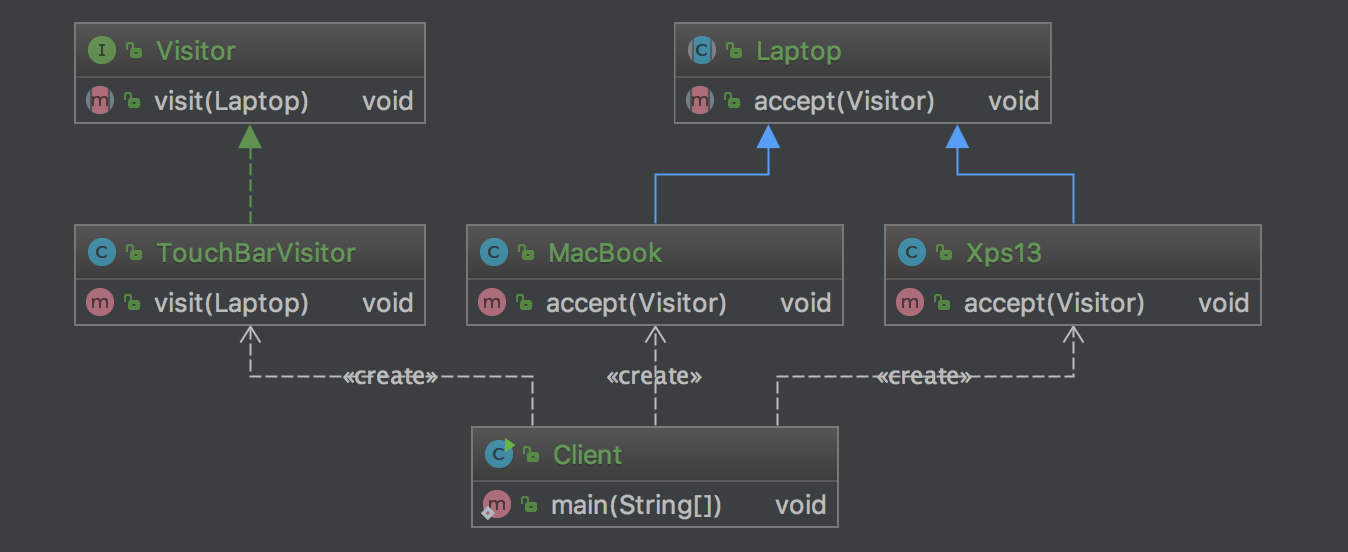 I Visitor
m visit(Laptop) void
C Laptop
m accept(Visitor) void
C TouchBarVisitor
m visit(Laptop) void
C MacBook
m accept(Visitor) void
C Xps13
m accept(Visitor) void
«create»
«create»
«create»
C Client
m main(String[]) void